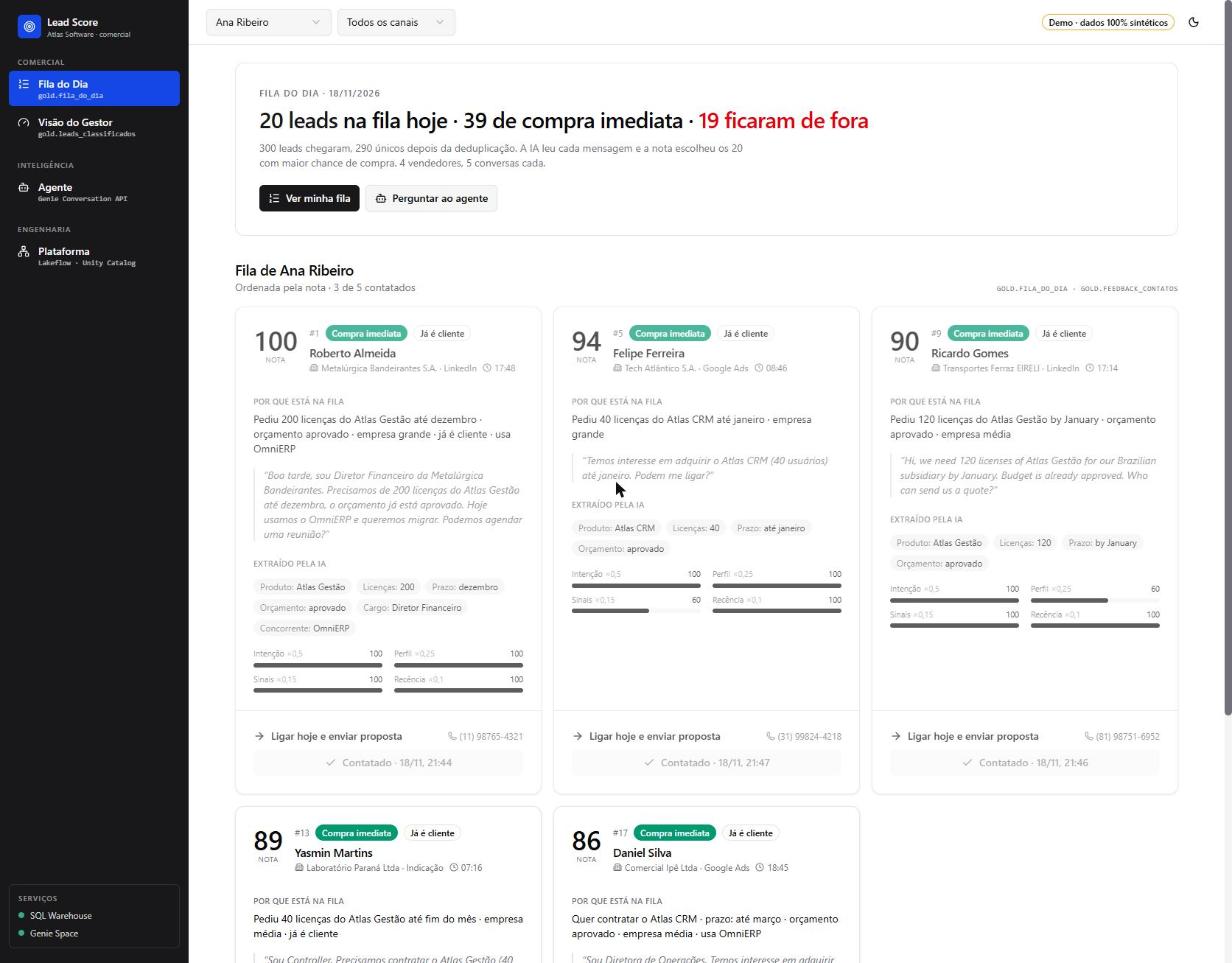 Lead Score
Atlas Software · comercial
COMERCIAL
Fila do Dia
gold.fila_do_dia
Visão do Gestor
gold.leads_classificados
INTELIGÊNCIA
Agente
Genie Conversation API
ENGENHARIA
Plataforma
Lakeflow · Unity Catalog
SERVIÇOS
SQL Warehouse
Genie Space
Ana Ribeiro
Todos os canais
Demo · dados 100% sintéticos
FILA DO DIA · 18/11/2026
20 leads na fila hoje · 39 de compra imediata · 19 ficaram de fora
300 leads chegaram, 290 únicos depois da deduplicação. A IA leu cada mensagem e a nota escolheu os 20
com maior chance de compra. 4 vendedores, 5 conversas cada.
Ver minha fila
Perguntar ao agente
Fila de Ana Ribeiro
Ordenada pela nota · 3 de 5 contatados
GOLD.FILA_DO_DIA · GOLD.FEEDBACK_CONTATOS
100
NOTA
#1 Compra imediata Já é cliente
Roberto Almeida
Metalúrgica Bandeirantes S.A. · LinkedIn 17:48
POR QUE ESTÁ NA FILA
Pediu 200 licenças do Atlas Gestão até dezembro ·
orçamento aprovado · empresa grande · já é cliente · usa
OmniERP
“Boa tarde, sou Diretor Financeiro da Metalúrgica
Bandeirantes. Precisamos de 200 licenças do Atlas Gestão
até dezembro, o orçamento já está aprovado. Hoje
usamos o OmniERP e queremos migrar. Podemos agendar
uma reunião?”
EXTRAÍDO PELA IA
Produto: Atlas Gestão Licenças: 200 Prazo: dezembro
Orçamento: aprovado Cargo: Diretor Financeiro
Concorrente: OmniERP
Intenção ×0,5 100 Perfil ×0,25 100
Sinais ×0,15 100 Recência ×0,1 100
Ligar hoje e enviar proposta (11) 98765-4321
Contatado · 18/11, 21:44
94
NOTA
#5 Compra imediata Já é cliente
Felipe Ferreira
Tech Atlântico S.A. · Google Ads 08:46
POR QUE ESTÁ NA FILA
Pediu 40 licenças do Atlas CRM até janeiro · empresa
grande
“Temos interesse em adquirir o Atlas CRM (40 usuários)
até janeiro. Podem me ligar?”
EXTRAÍDO PELA IA
Produto: Atlas CRM Licenças: 40 Prazo: até janeiro
Orçamento: aprovado
Intenção ×0,5 100 Perfil ×0,25 100
Sinais ×0,15 60 Recência ×0,1 100
Ligar hoje e enviar proposta (31) 99824-4218
Contatado · 18/11, 21:47
90
NOTA
#9 Compra imediata Já é cliente
Ricardo Gomes
Transportes Ferraz EIRELI · LinkedIn 17:14
POR QUE ESTÁ NA FILA
Pediu 120 licenças do Atlas Gestão by January · orçamento
aprovado · empresa média
“Hi, we need 120 licenses of Atlas Gestão for our Brazilian
subsidiary by January. Budget is already approved. Who
can send us a quote?”
EXTRAÍDO PELA IA
Produto: Atlas Gestão Licenças: 120 Prazo: by January
Orçamento: aprovado
Intenção ×0,5 100 Perfil ×0,25 60
Sinais ×0,15 100 Recência ×0,1 100
Ligar hoje e enviar proposta (81) 98751-6952
Contatado · 18/11, 21:46
89
NOTA
#13 Compra imediata Já é cliente
Yasmin Martins
Laboratório Paraná Ltda · Indicação 07:16
POR QUE ESTÁ NA FILA
Pediu 40 licenças do Atlas Gestão até fim do mês · empresa
média · já é cliente
“Sou Controller. Precisamos contratar o Atlas Gestão (40
86
NOTA
#17 Compra imediata Já é cliente
Daniel Silva
Comercial Ipê Ltda · Google Ads 18:45
POR QUE ESTÁ NA FILA
Quer contratar o Atlas CRM · prazo: até março · orçamento
aprovado · empresa média · usa OmniERP
“Sou Diretora de Operações. Temos interesse em adquirir